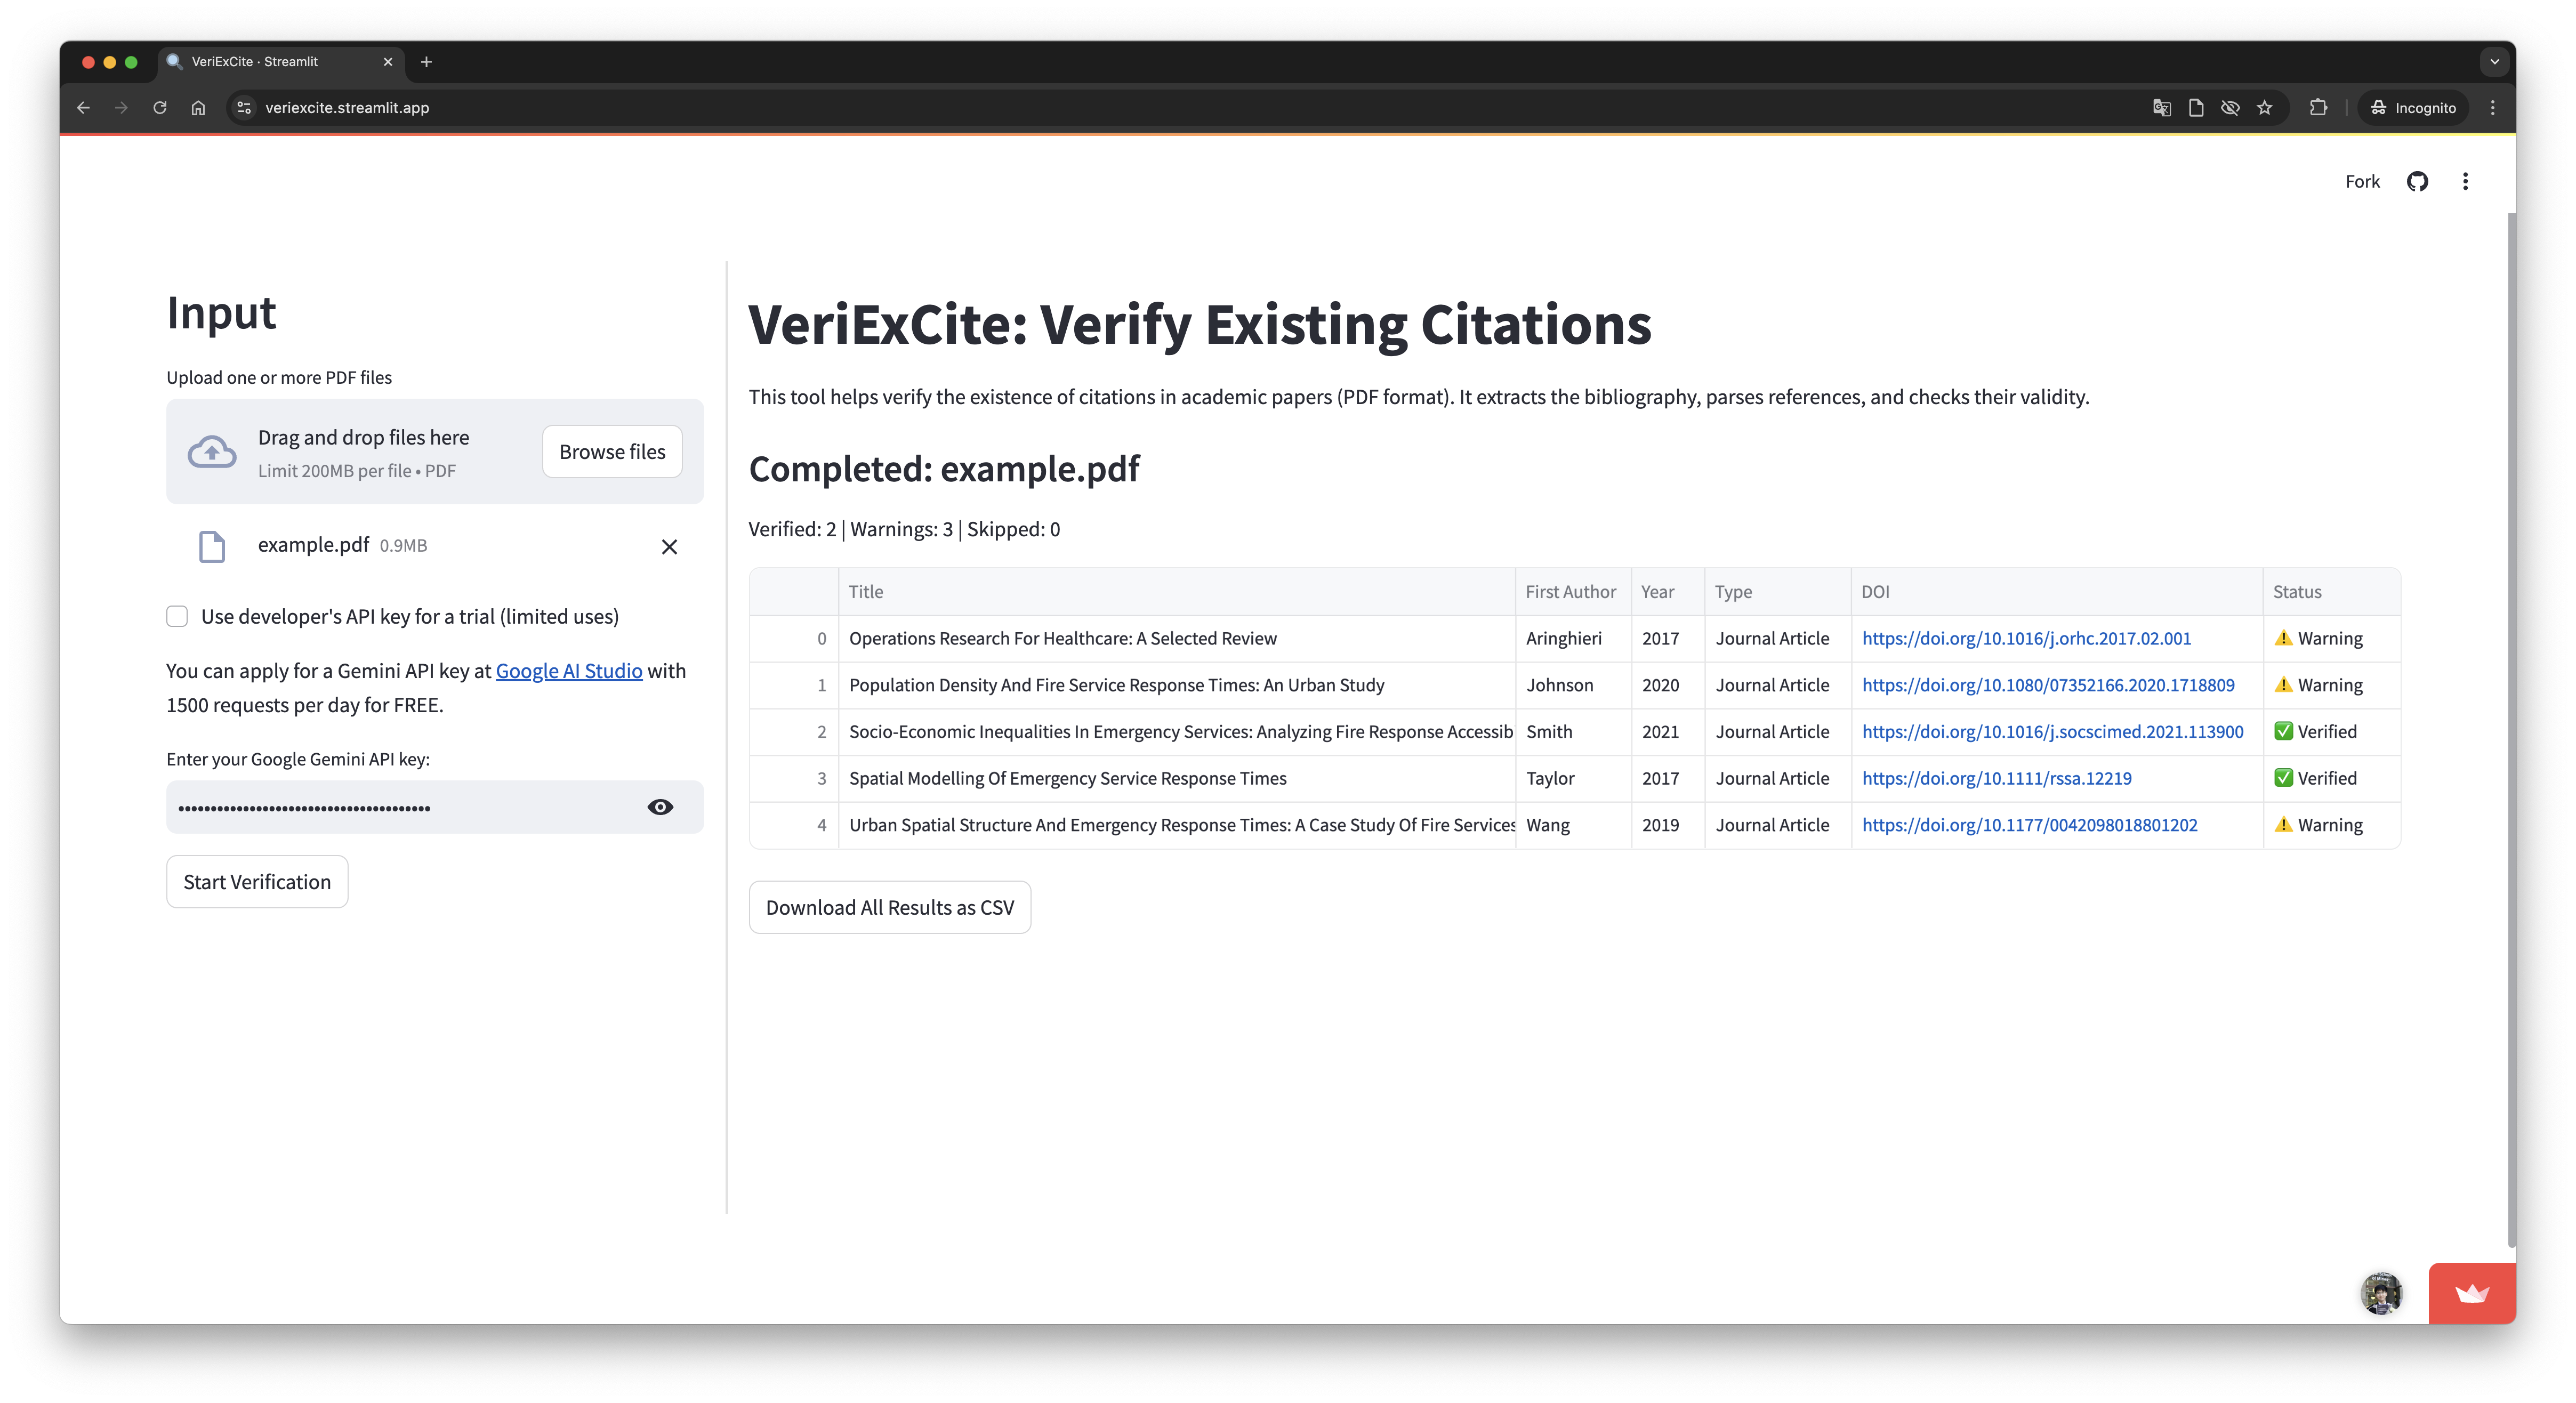 VeriExCite · Streamlit
veriexcite.streamlit.app
Incognito
Fork
Input
Upload one or more PDF files
Drag and drop files here
Limit 200MB per file • PDF
Browse files
example.pdf 0.9MB
Use developer's API key for a trial (limited uses)
You can apply for a Gemini API key at Google AI Studio with
1500 requests per day for FREE.
Enter your Google Gemini API key:
Start Verification
VeriExCite: Verify Existing Citations
This tool helps verify the existence of citations in academic papers (PDF format). It extracts the bibliography, parses references, and checks their validity.
Completed: example.pdf
Verified: 2 | Warnings: 3 | Skipped: 0
Title First Author Year Type DOI Status
0 Operations Research For Healthcare: A Selected Review Aringhieri 2017 Journal Article https://doi.org/10.1016/j.orhc.2017.02.001 Warning
1 Population Density And Fire Service Response Times: An Urban Study Johnson 2020 Journal Article https://doi.org/10.1080/07352166.2020.1718809 Warning
2 Socio-Economic Inequalities In Emergency Services: Analyzing Fire Response Accessib Smith 2021 Journal Article https://doi.org/10.1016/j.socscimed.2021.113900 Verified
3 Spatial Modelling Of Emergency Service Response Times Taylor 2017 Journal Article https://doi.org/10.1111/rssa.12219 Verified
4 Urban Spatial Structure And Emergency Response Times: A Case Study Of Fire Services Wang 2019 Journal Article https://doi.org/10.1177/0042098018801202 Warning
Download All Results as CSV